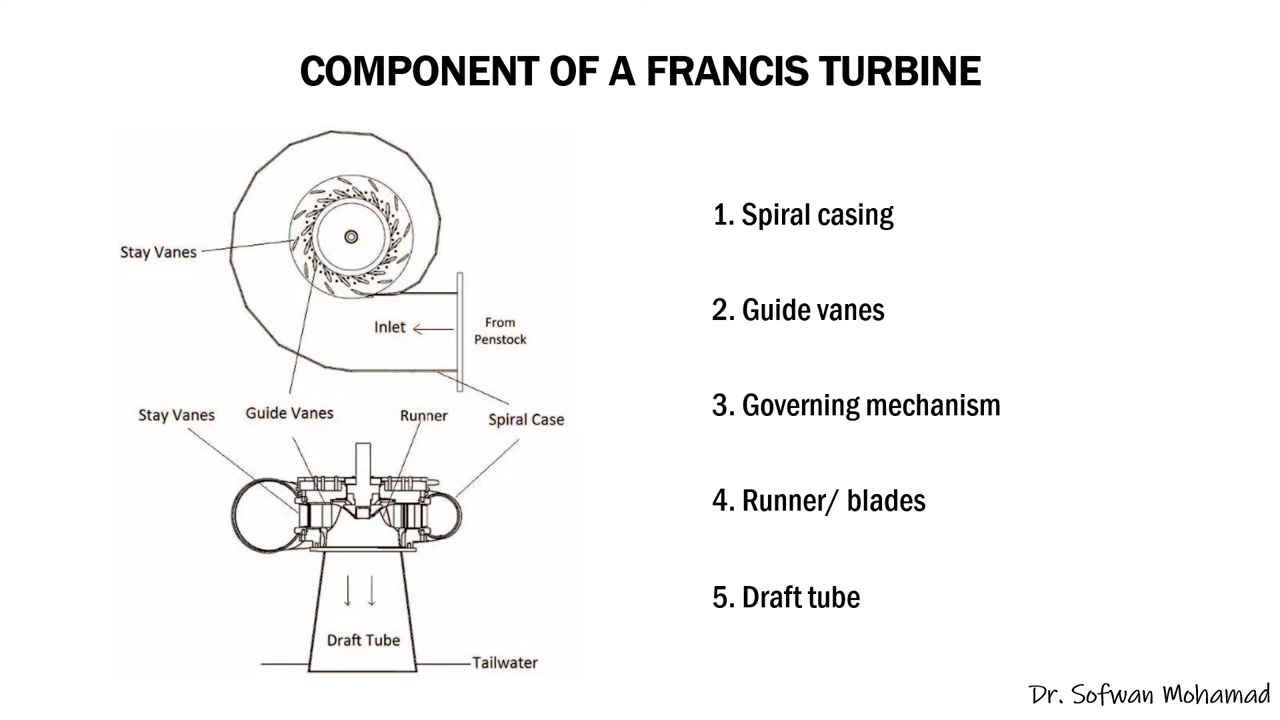 COMPONENT OF A FRANCIS TURBINE
Stay Vanes
Inlet
From
Penstock
Stay Vanes
Guide Vanes
Runner
Spiral Case
Draft Tube
Tailwater
1. Spiral casing
2. Guide vanes
3. Governing mechanism
4. Runner/ blades
5. Draft tube
Dr. Sofwan Mohamad